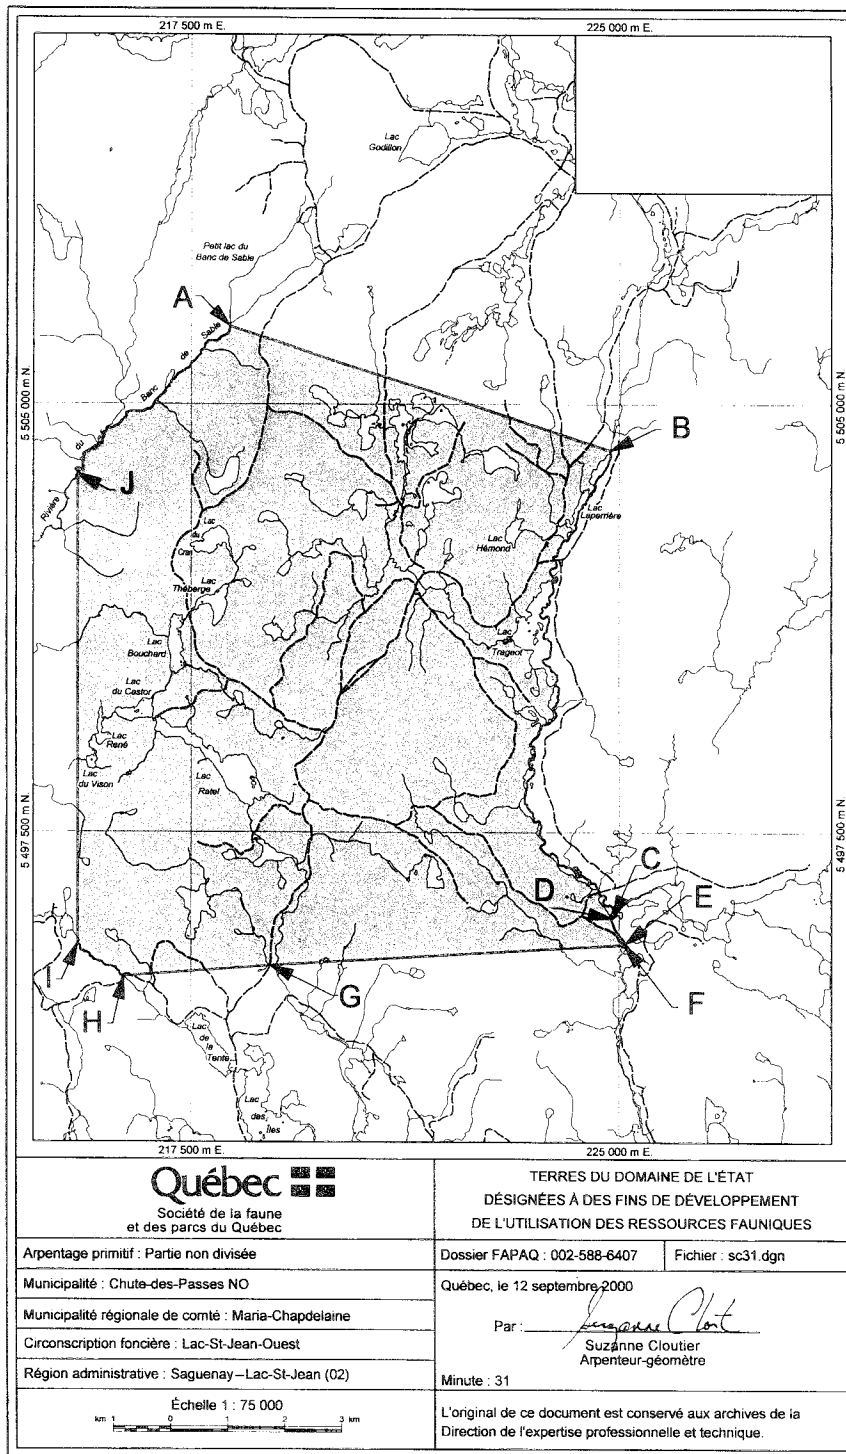 217 500 m E.
225 000 m E.
Lac
Godillon
Petit lac du
Banc de Sable
A
Rivière du Banc de Sable
5 505 000 m N.
5 505 000 m N.
B
J
Lac
Laperrière
Lac
du
Cran
Lac
Hémond
Lac
Théberge
Lac
Trageot
Lac
Bouchard
Lac
du Castor
Lac
René
Lac
du Vison
Lac
Ratel
5 497 500 m N.
5 497 500 m N.
C
D
E
I
G
F
H
Lac
de la
Tente
Lac
des
Îles
217 500 m E.
225 000 m E.
Québec
Société de la faune
et des parcs du Québec
TERRES DU DOMAINE DE L'ÉTAT
DÉSIGNÉES À DES FINS DE DÉVELOPPEMENT
DE L'UTILISATION DES RESSOURCES FAUNIQUES
Arpentage primitif : Partie non divisée
Dossier FAPAQ : 002-588-6407
Fichier : sc31.dgn
Municipalité : Chute-des-Passes NO
Québec, le 12 septembre 2000
Municipalité régionale de comté : Maria-Chapdelaine
Par : Suzanne Clout
Suzanne Cloutier
Arpenteur-géomètre
Circonscription foncière : Lac-St-Jean-Ouest
Région administrative : Saguenay–Lac-St-Jean (02)
Minute : 31
Échelle 1 : 75 000
km 1 0 1 2 3 km
L'original de ce document est conservé aux archives de la
Direction de l'expertise professionnelle et technique.